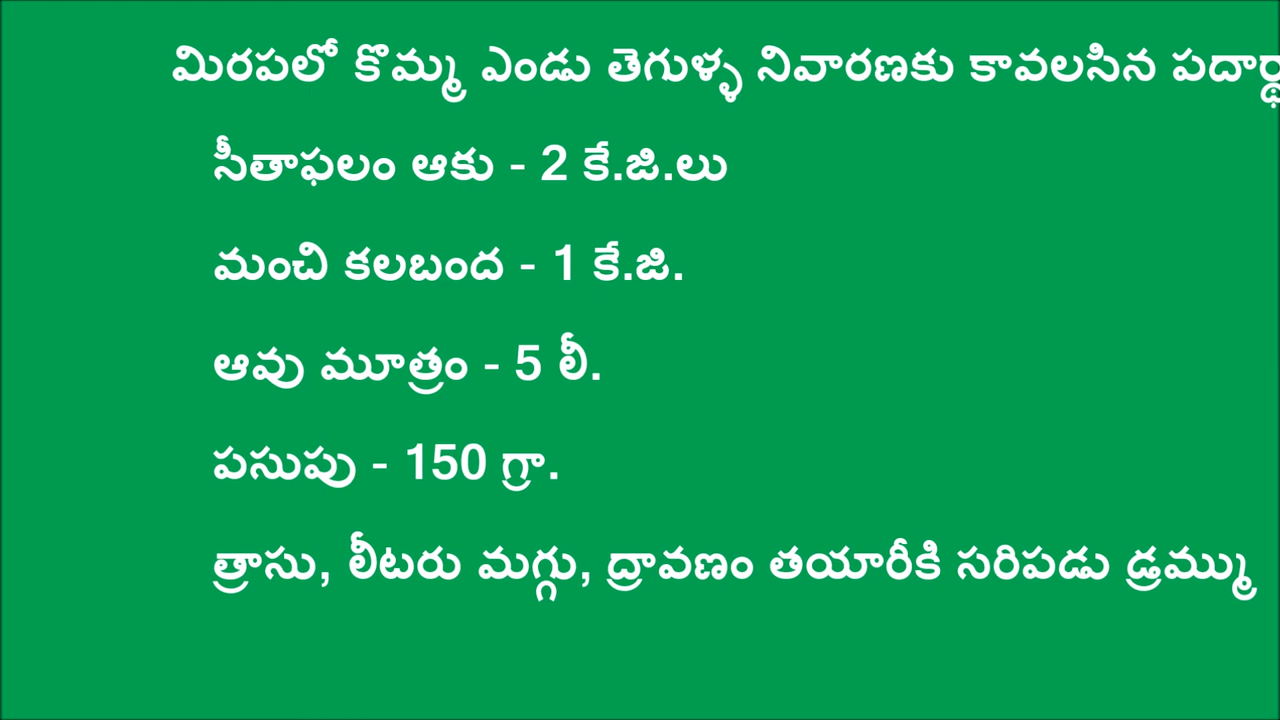 మిరపలో కొమ్మ ఎండు తెగుళ్ళ నివారణకు కావలసిన పదార్థ
సీతాఫలం ఆకు - 2 కే.జి.లు
మంచి కలబంద - 1 కే.జి.
ఆవు మూత్రం - 5 లీ.
పసుపు - 150 గ్రా.
త్రాసు, లీటరు మగ్గు, ద్రావణం తయారీకి సరిపడు డ్రమ్ము